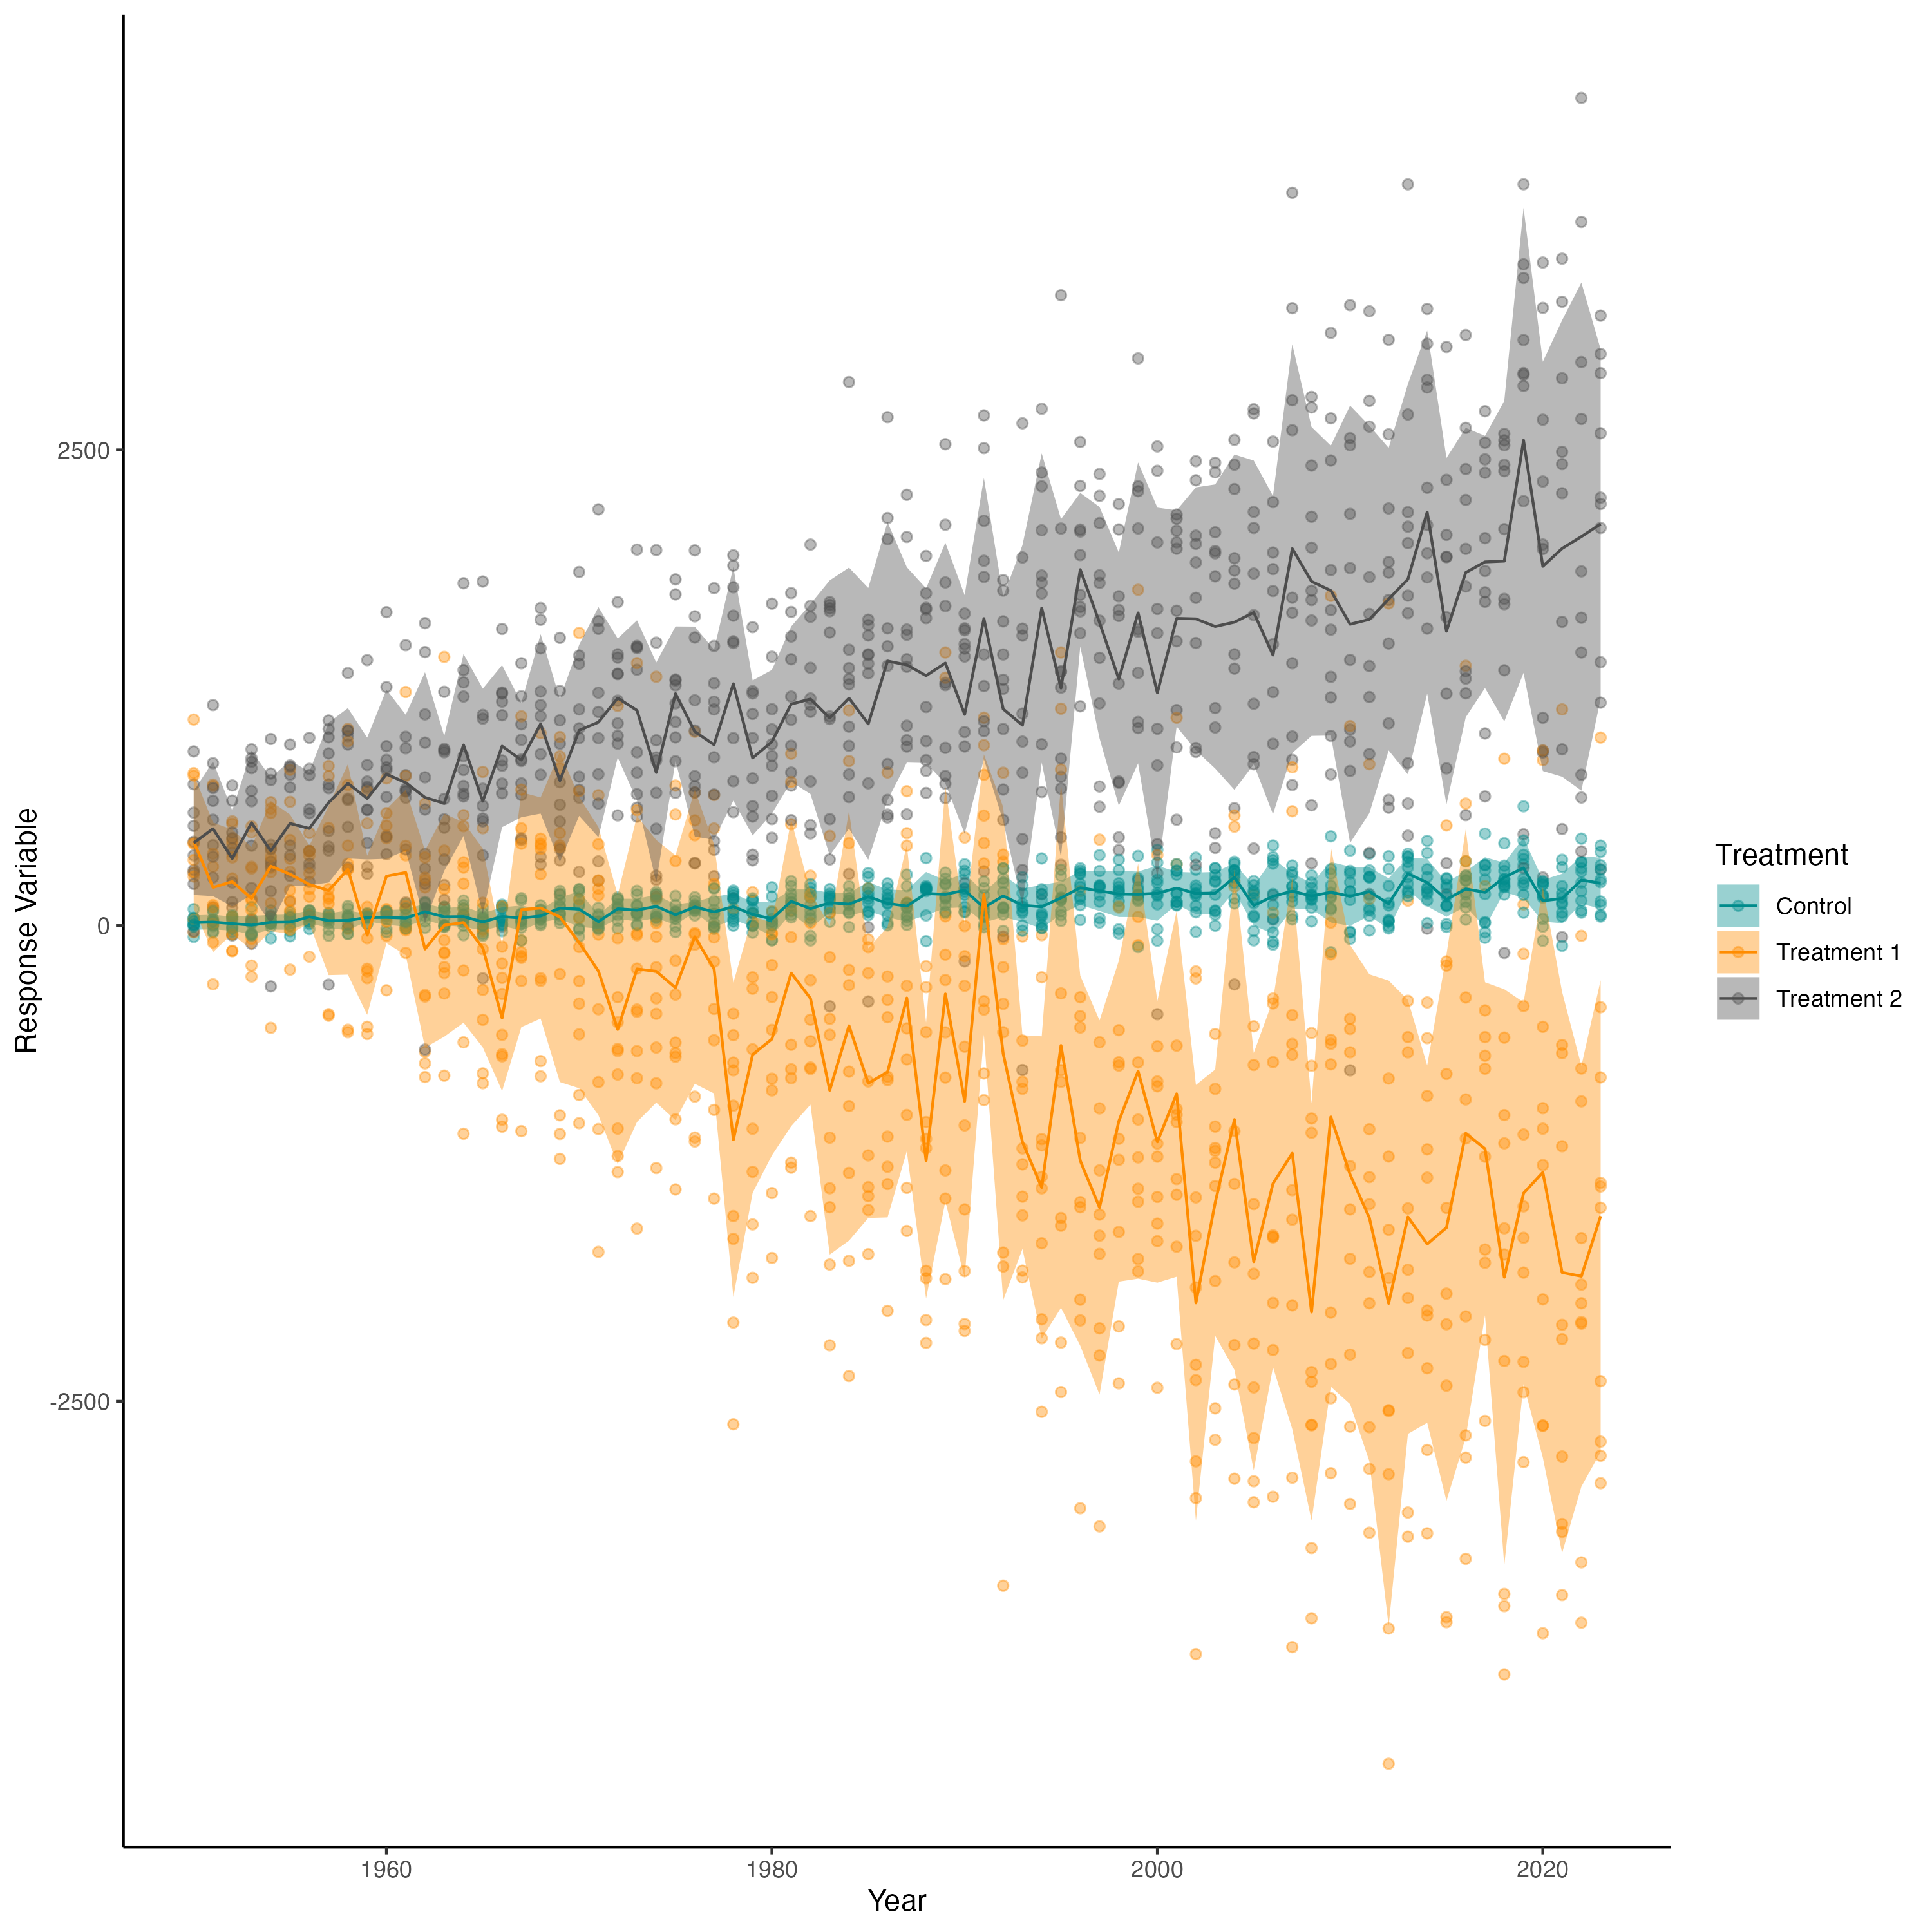 Response Variable
2500
0
-2500
1960
1980
2000
2020
Year
Treatment
Control
Treatment 1
Treatment 2